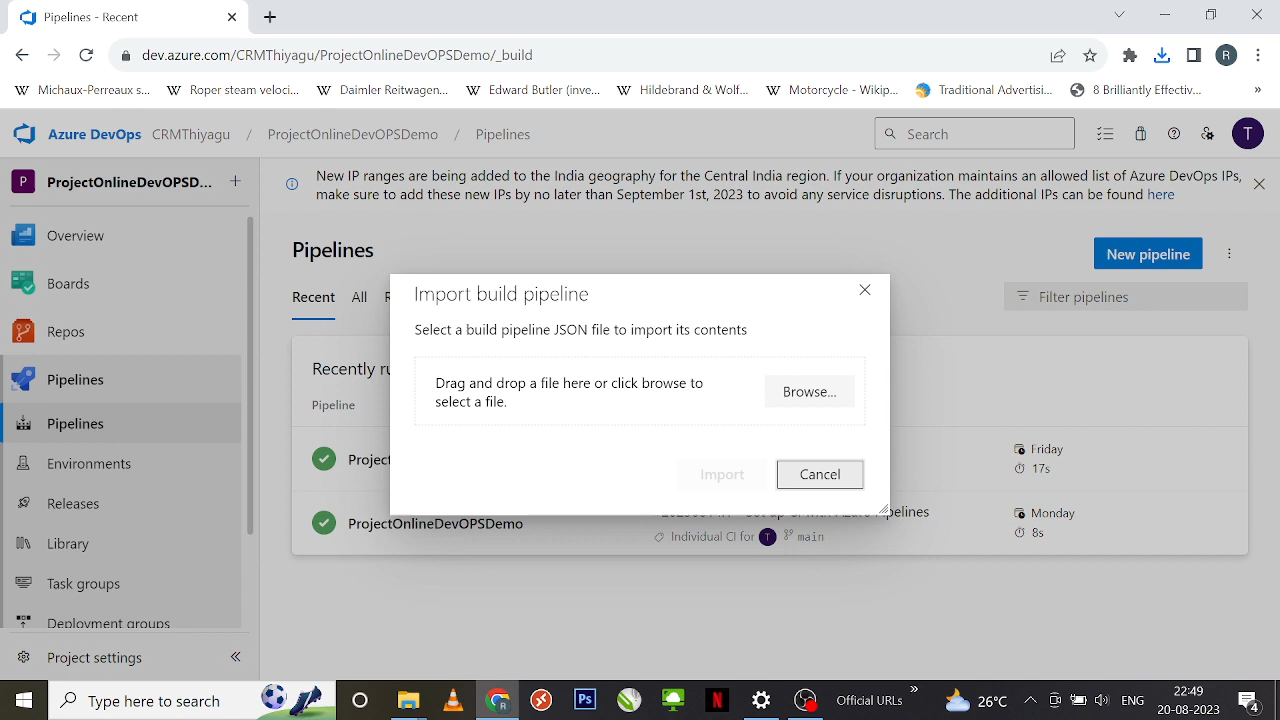 Pipelines - Recent
dev.azure.com/CRMThiyagu/ProjectOnlineDevOPSDemo/_build
R
Michaux-Perreaux s...
Roper steam veloci...
Daimler Reitwagen...
Edward Butler (inve...
Hildebrand & Wolf...
Motorcycle - Wikip...
Traditional Advertisi...
8 Brilliantly Effectiv...
»
Azure DevOps CRMThiyagu / ProjectOnlineDevOPSDemo / Pipelines
Search
T
P ProjectOnlineDevOPSD... +
New IP ranges are being added to the India geography for the Central India region. If your organization maintains an allowed list of Azure DevOps IPs,
make sure to add these new IPs by no later than September 1st, 2023 to avoid any service disruptions. The additional IPs can be found here
Overview
Boards
Repos
Pipelines
Pipelines
Environments
Releases
Library
Task groups
Deployment groups
Project settings
Pipelines
New pipeline
Recent
All
Filter pipelines
Recently ru
Pipeline
Project
Friday
17s
ProjectOnlineDevOPSDemo
pelines
Individual CI for T main
Monday
8s
Import build pipeline
Select a build pipeline JSON file to import its contents
Drag and drop a file here or click browse to
select a file.
Browse...
Import
Cancel
Type here to search
R
Ps
N
Official URLs
»
26°C
ENG
22:49
20-08-2023
4